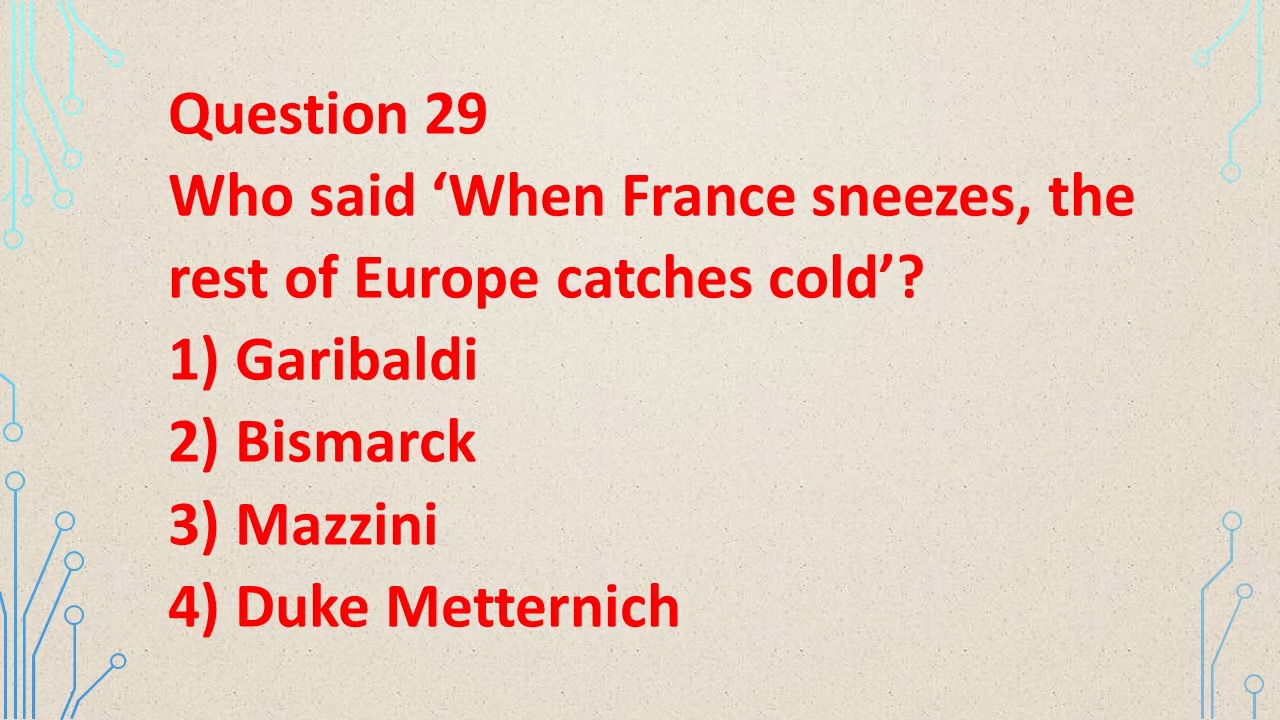 Question 29
Who said ‘When France sneezes, the
rest of Europe catches cold’?
1) Garibaldi
2) Bismarck
3) Mazzini
4) Duke Metternich